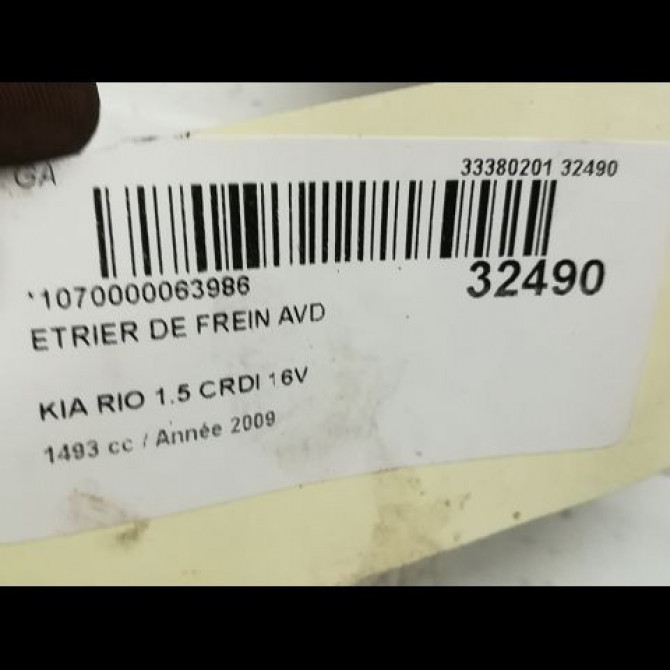 GA
33380201 32490
*1070000063986
32490
ETRIER DE FREIN AVD
KIA RIO 1.5 CRDI 16V
1493 cc / Année 2009